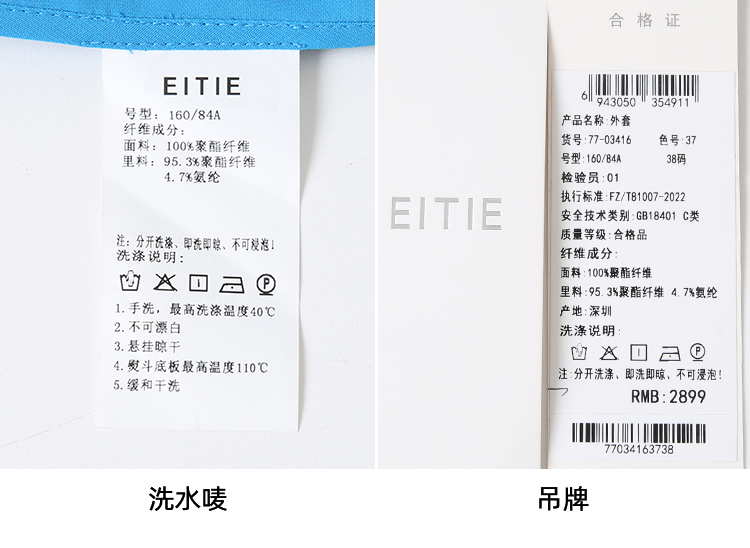 EITIE
号型: 160/84A
纤维成分:
面料: 100%聚酯纤维
里料: 95.3%聚酯纤维
4.7%氨纶
注: 分开洗涤、即洗即晾、不可浸泡!
洗涤说明:
1.手洗，最高洗涤温度40℃
2.不可漂白
3.悬挂晾干
4.熨斗底板最高温度110℃
5.缓和干洗
洗水唛
EITIE
合格证
6 943050 354911
产品名称:外套
货号:77-03416 色号:37
号型:160/84A 38码
检验员:01
执行标准:FZ/T81007-2022
安全技术类别:GB18401 C类
质量等级:合格品
纤维成分:
面料:100%聚酯纤维
里料:95.3%聚酯纤维 4.7%氨纶
产地:深圳
洗涤说明:
注:分开洗涤、即洗即晾、不可浸泡!
RMB:2899
77034163738
吊牌